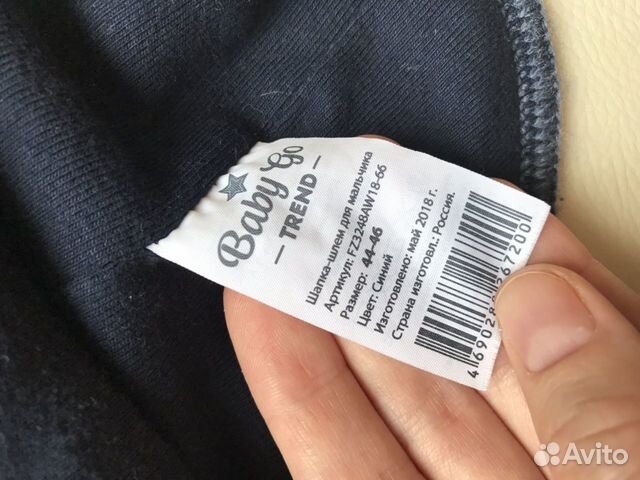 Baby Go
— TREND —
Шапка-шлем для мальчика
Артикул: FZ3248AW18-66
Размер: 44-46
Цвет: Синий
Изготовлено: май 2018 г.
Страна изготовл.: Россия.
Avito